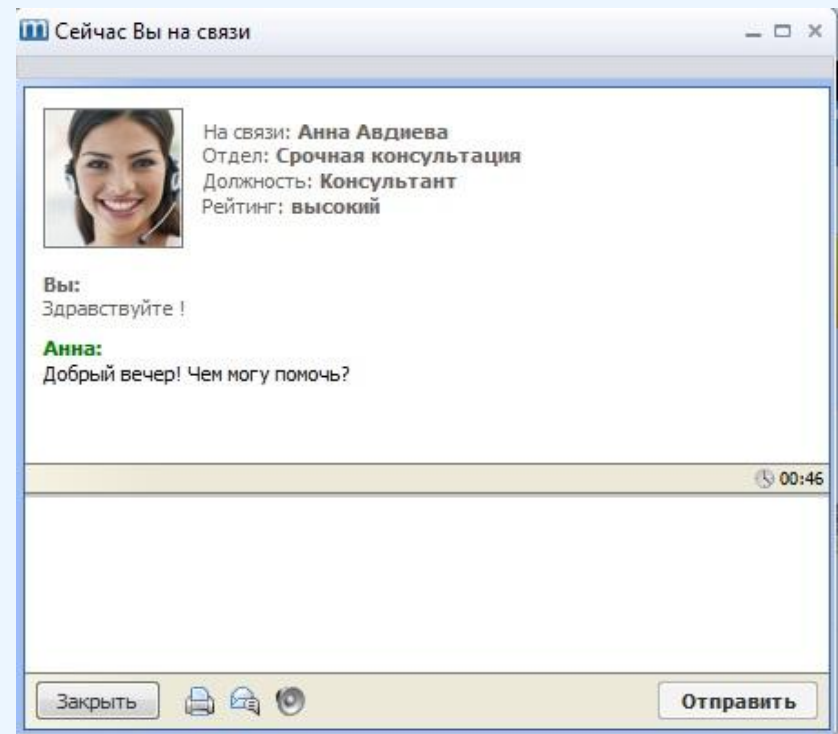 m Сейчас Вы на связи
На связи: Анна Авдиева
Отдел: Срочная консультация
Должность: Консультант
Рейтинг: высокий
Вы:
Здравствуйте !
Анна:
Добрый вечер! Чем могу помочь?
00:46
Закрыть
Отправить